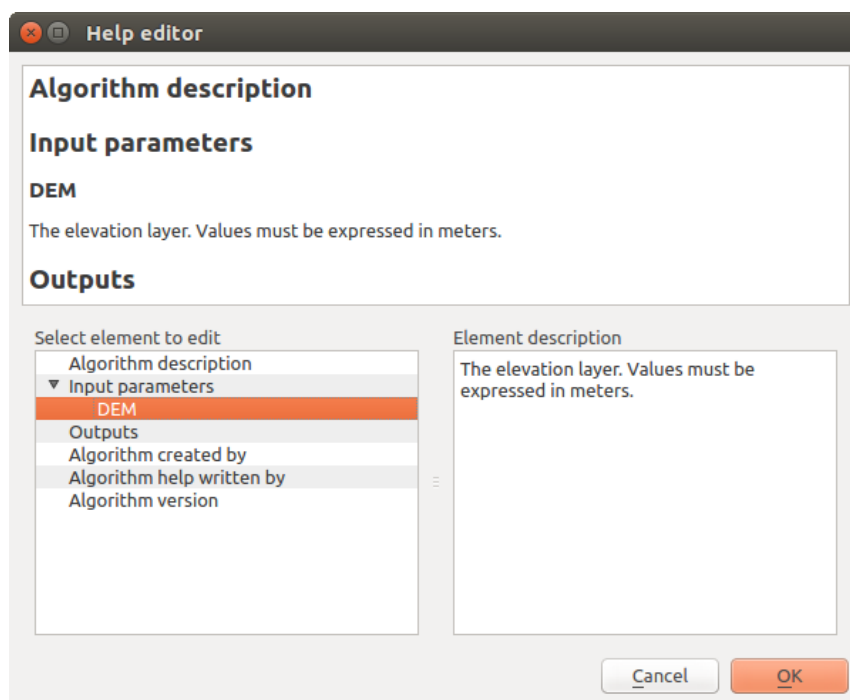 Help editor
Algorithm description
Input parameters
DEM
The elevation layer. Values must be expressed in meters.
Outputs
Select element to edit
Algorithm description
Input parameters
DEM
Outputs
Algorithm created by
Algorithm help written by
Algorithm version
Element description
The elevation layer. Values must be
expressed in meters.
Cancel
OK